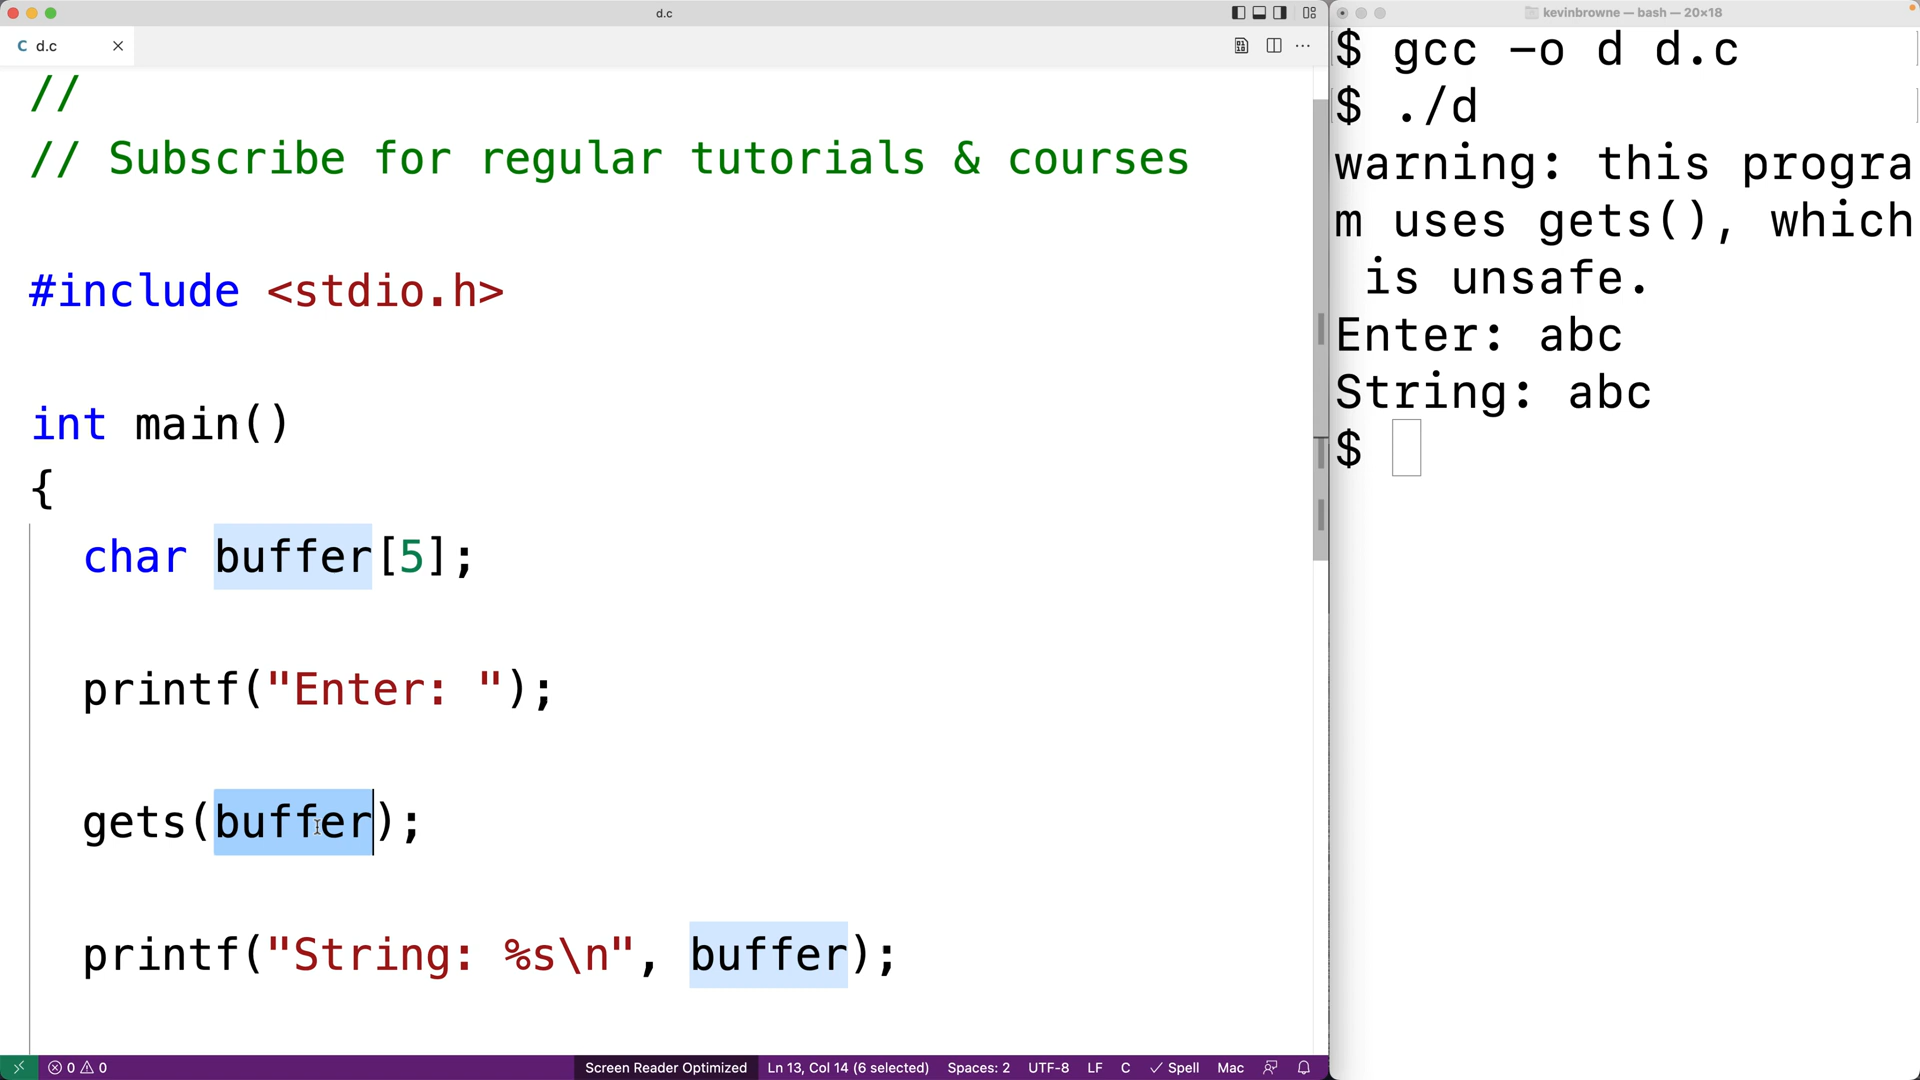 d.c
C d.c
//
// Subscribe for regular tutorials & courses
#include <stdio.h>
int main()
{
char buffer[5];
printf("Enter: ");
gets(buffer);
printf("String: %s\n", buffer);
0 0 Screen Reader Optimized Ln 13, Col 14 (6 selected) Spaces: 2 UTF-8 LF C Spell Mac
kevinbrowne — bash — 20×18
$ gcc -o d d.c
$ ./d
warning: this progra
m uses gets(), which
is unsafe.
Enter: abc
String: abc
$